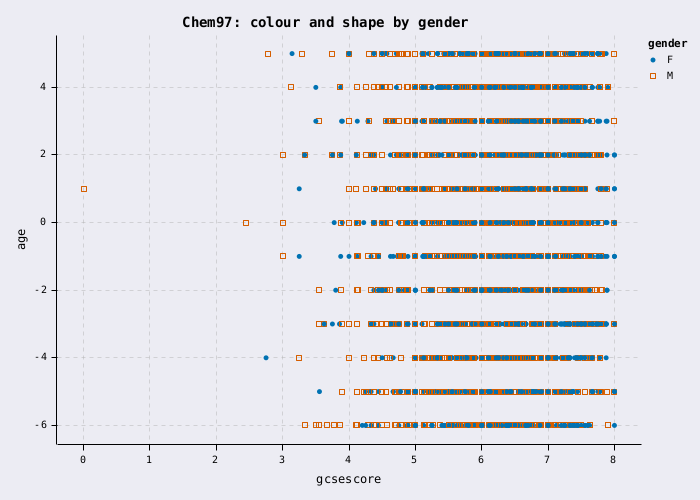 Chem97: colour and shape by gender
gender
F
M
4
2
0
-2
-4
-6
age
0 1 2 3 4 5 6 7 8
gcsescore